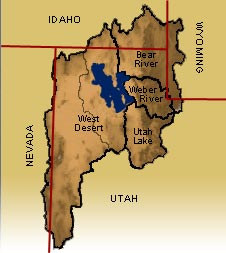 IDAHO
WYOMING
Bear
River
Weber
River
West
Desert
Utah
Lake
NEVADA
UTAH